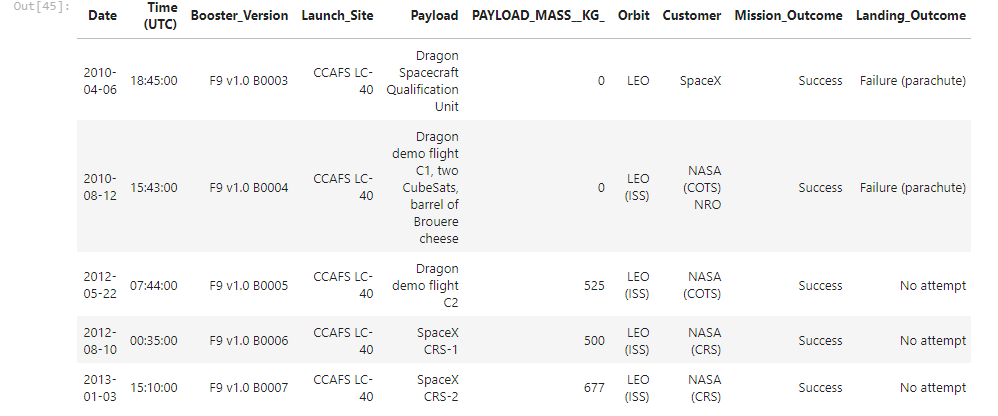 Out[45]:
Date Time (UTC) Booster_Version Launch_Site Payload PAYLOAD_MASS__KG_ Orbit Customer Mission_Outcome Landing_Outcome
2010-04-06 18:45:00 F9 v1.0 B0003 CCAFS LC-40 Dragon Spacecraft Qualification Unit 0 LEO SpaceX Success Failure (parachute)
2010-08-12 15:43:00 F9 v1.0 B0004 CCAFS LC-40 Dragon demo flight C1, two CubeSats, barrel of Brouere cheese 0 LEO (ISS) NASA (COTS) NRO Success Failure (parachute)
2012-05-22 07:44:00 F9 v1.0 B0005 CCAFS LC-40 Dragon demo flight C2 525 LEO (ISS) NASA (COTS) Success No attempt
2012-08-10 00:35:00 F9 v1.0 B0006 CCAFS LC-40 SpaceX CRS-1 500 LEO (ISS) NASA (CRS) Success No attempt
2013-01-03 15:10:00 F9 v1.0 B0007 CCAFS LC-40 SpaceX CRS-2 677 LEO (ISS) NASA (CRS) Success No attempt